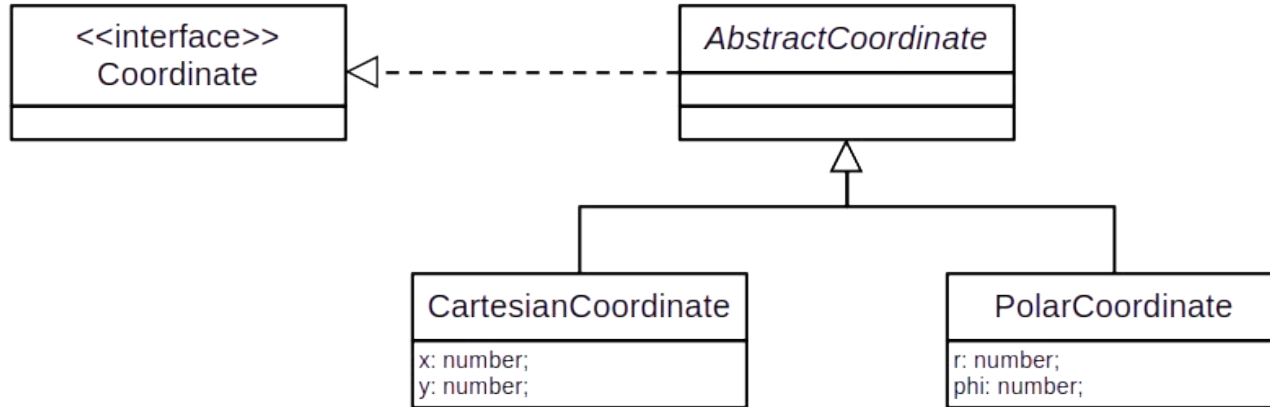 <<interface>>
Coordinate
AbstractCoordinate
CartesianCoordinate
x: number;
y: number;
PolarCoordinate
r: number;
phi: number;